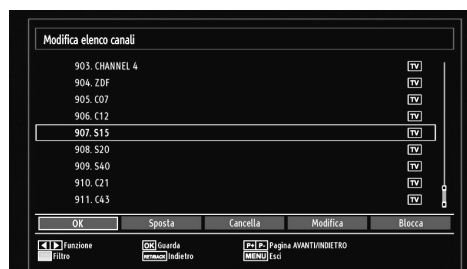 Modifica elenco canali
903. CHANNEL 4 TV
904. ZDF TV
905. C07 TV
906. C12 TV
907. S15 TV
908. S20 TV
909. S40 TV
910. C21 TV
911. C43 TV
OK Sposta Cancella Modifica Blocca
Funzione OK Guarda P+ P- Pagina AVANTI/INDIETRO
Filtro RET/BACK Indietro MENU Esci